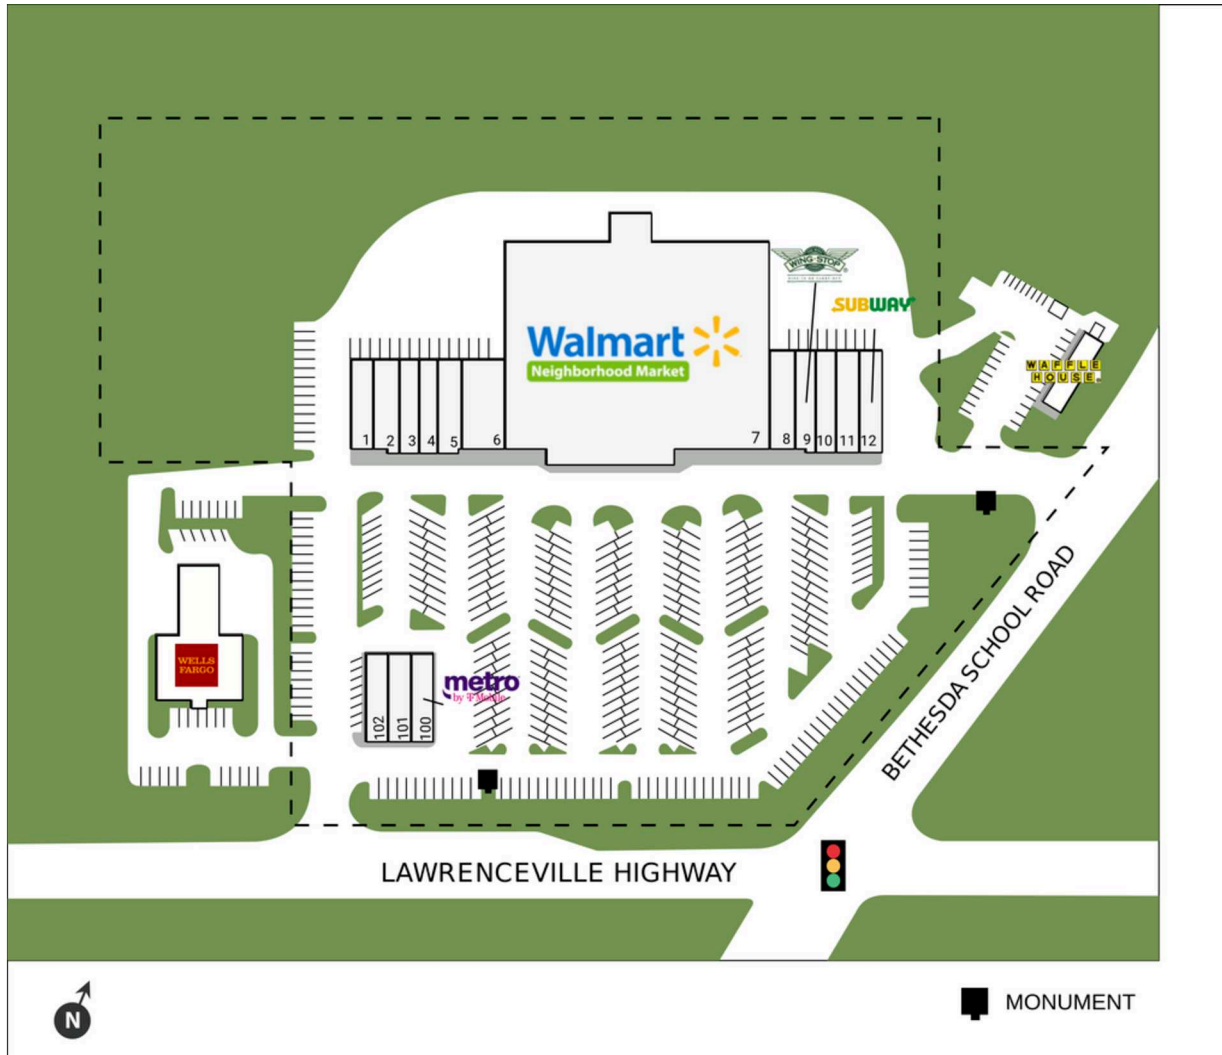 WING·STOP
SUBWAY
Walmart
Neighborhood Market
WAFFLE
HOUSE
1
2
3
4
5
6
7
8
9
10
11
12
WELLS
FARGO
metro
by T Mobile
102
101
100
BETHESDA SCHOOL ROAD
LAWRENCEVILLE HIGHWAY
N
MONUMENT